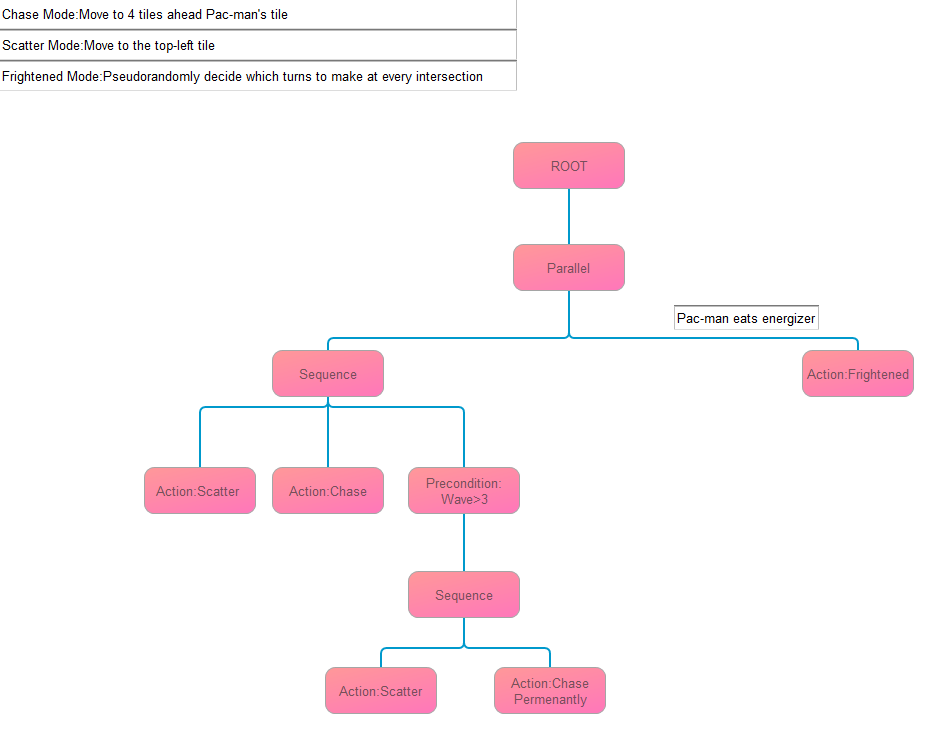 Chase Mode:Move to 4 tiles ahead Pac-man's tile
Scatter Mode:Move to the top-left tile
Frightened Mode:Pseudorandomly decide which turns to make at every intersection
ROOT
Parallel
Pac-man eats energizer
Sequence
Action:Frightened
Action:Scatter
Action:Chase
Precondition:
Wave>3
Sequence
Action:Scatter
Action:Chase
Permenantly